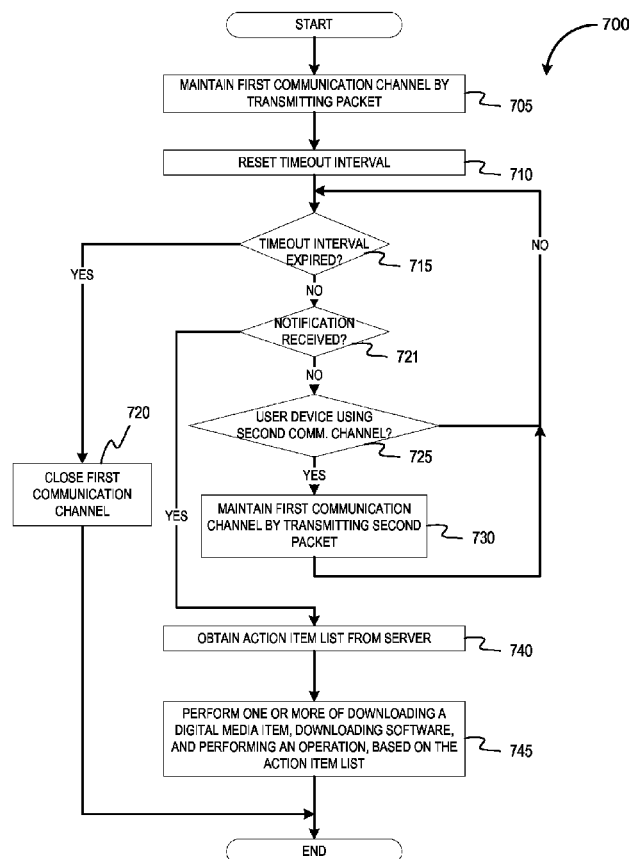 START
700
MAINTAIN FIRST COMMUNICATION CHANNEL BY
TRANSMITTING PACKET
705
RESET TIMEOUT INTERVAL
710
TIMEOUT INTERVAL
EXPIRED?
715
NO
YES
NO
NOTIFICATION
RECEIVED?
721
NO
USER DEVICE USING
SECOND COMM. CHANNEL?
725
720
CLOSE FIRST
COMMUNICATION
CHANNEL
YES
YES
MAINTAIN FIRST COMMUNICATION
CHANNEL BY TRANSMITTING SECOND
PACKET
730
OBTAIN ACTION ITEM LIST FROM SERVER
740
PERFORM ONE OR MORE OF DOWNLOADING A
DIGITAL MEDIA ITEM, DOWNLOADING SOFTWARE,
AND PERFORMING AN OPERATION, BASED ON THE
ACTION ITEM LIST
745
END